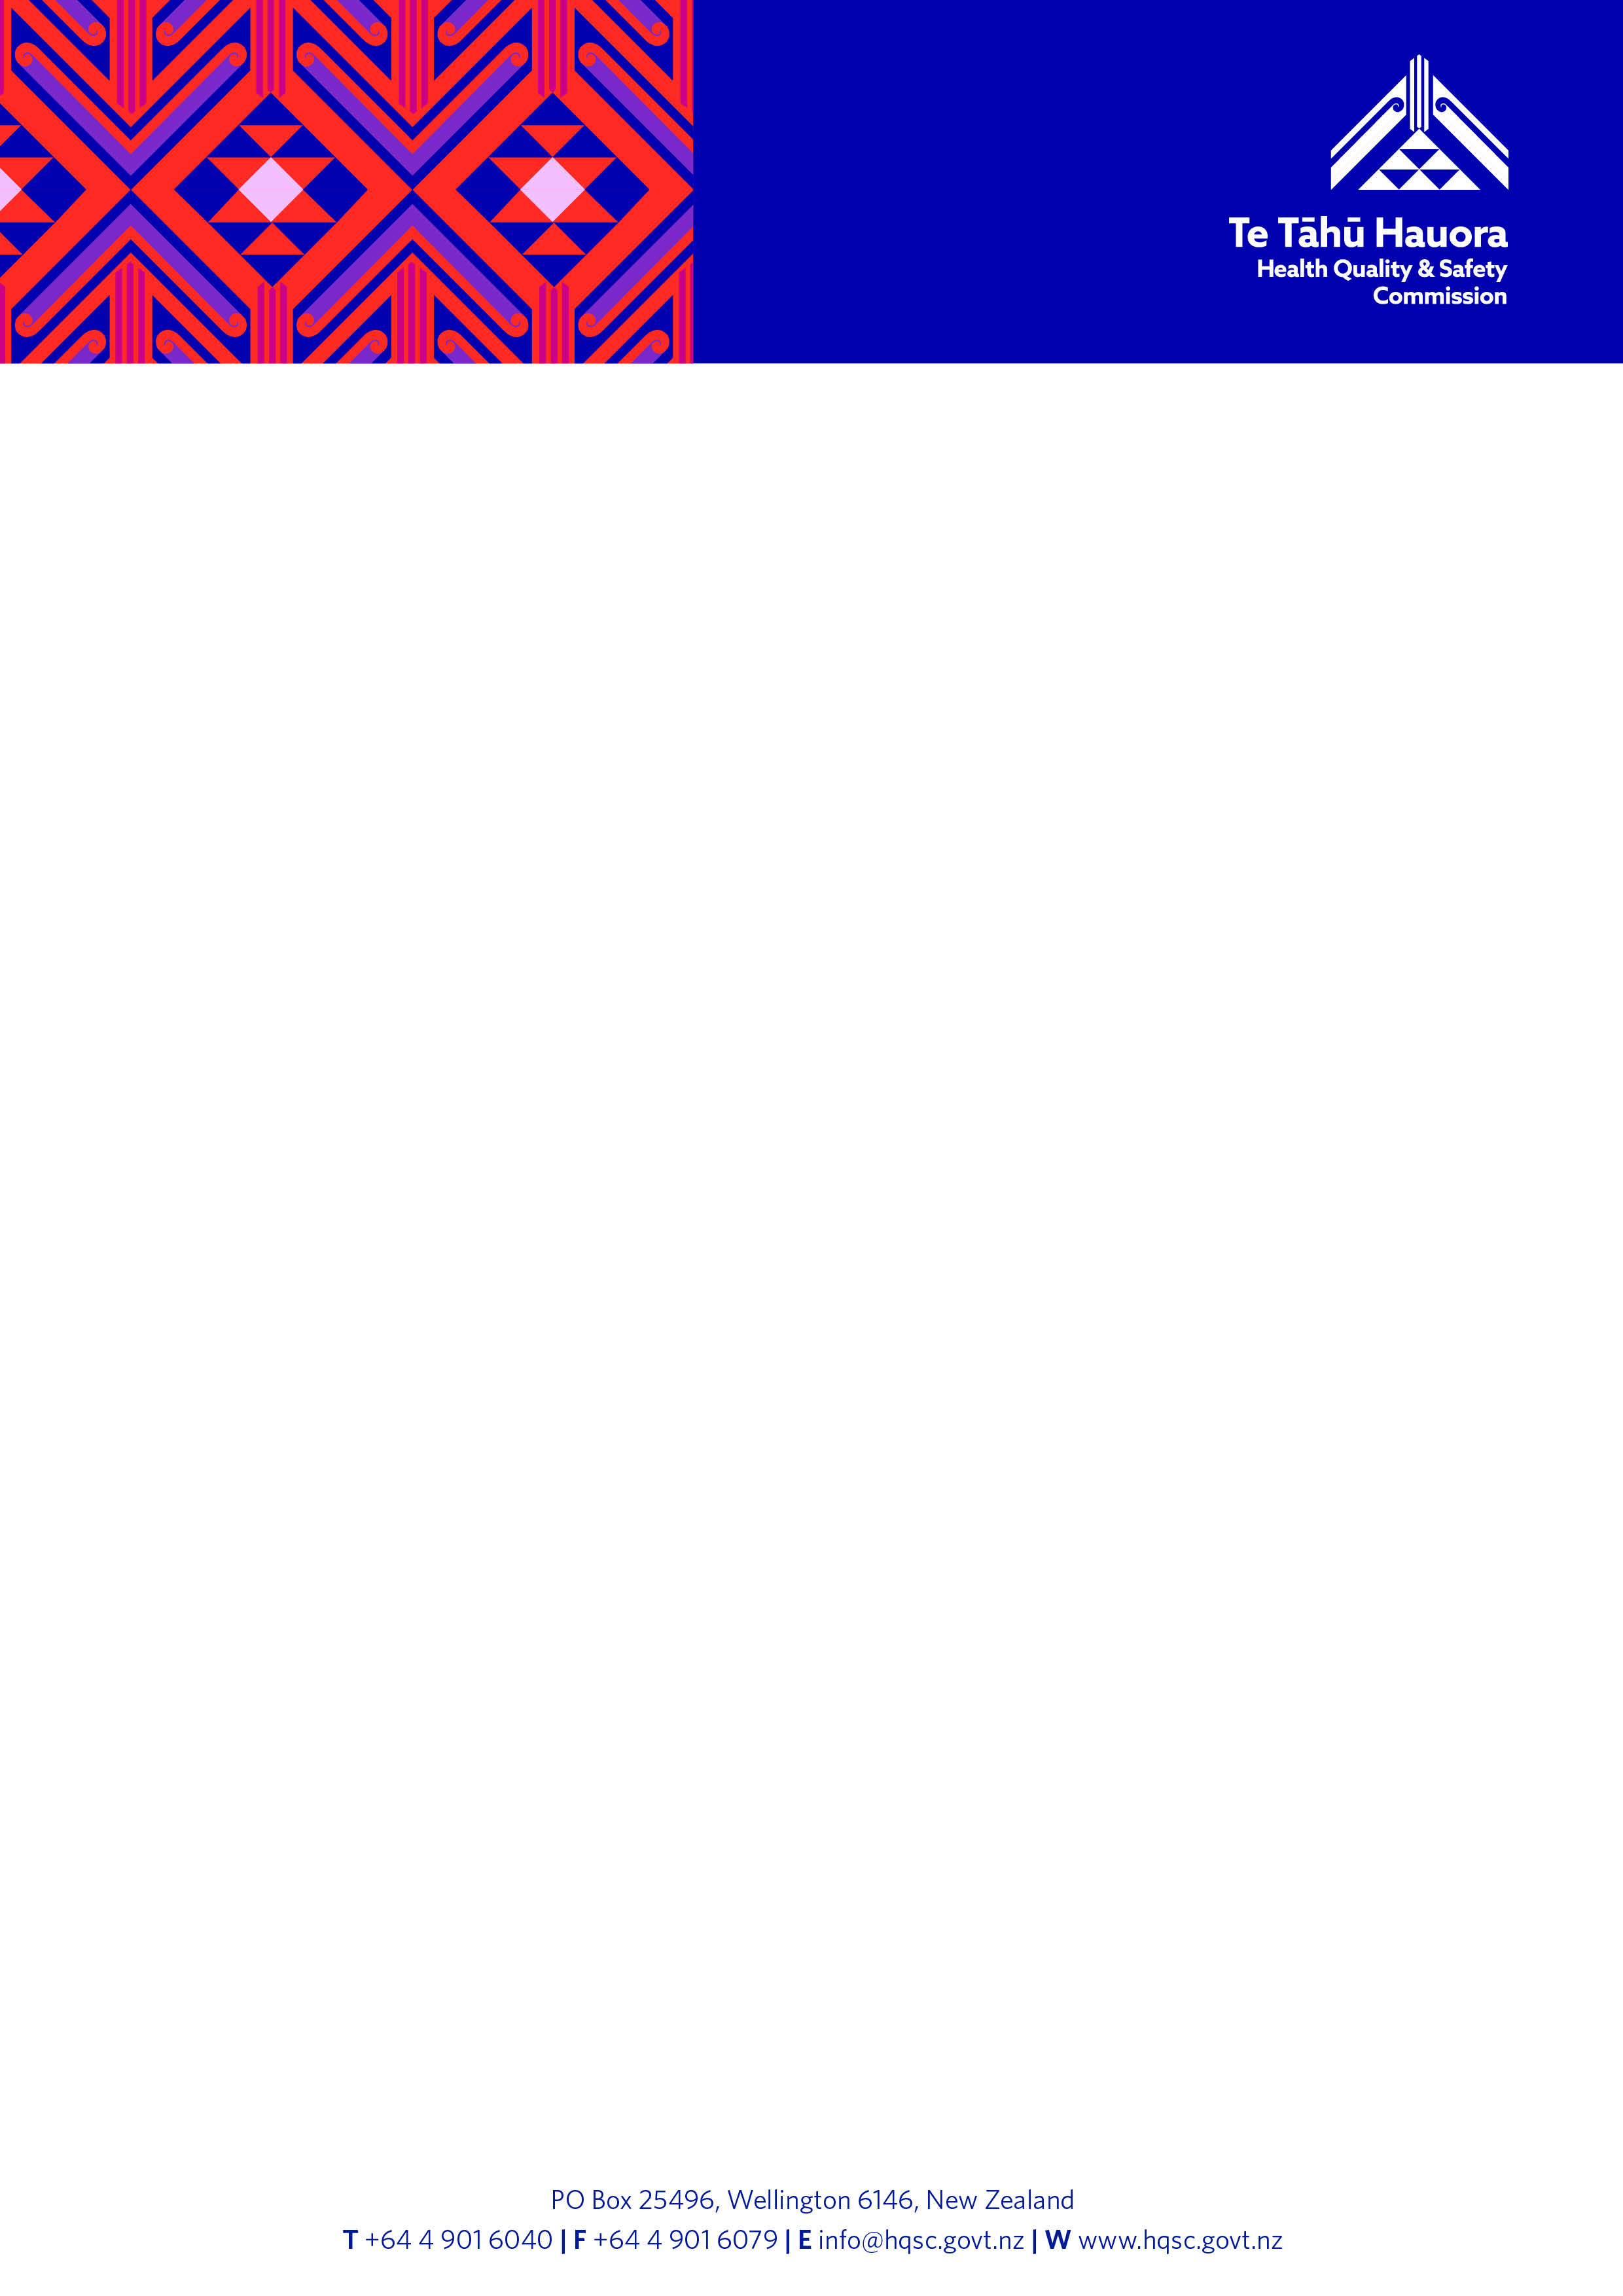 Te Tāhū Hauora
Health Quality & Safety
Commission
PO Box 25496, Wellington 6146, New Zealand
T +64 4 901 6040 | F +64 4 901 6079 | E info@hqsc.govt.nz | W www.hqsc.govt.nz